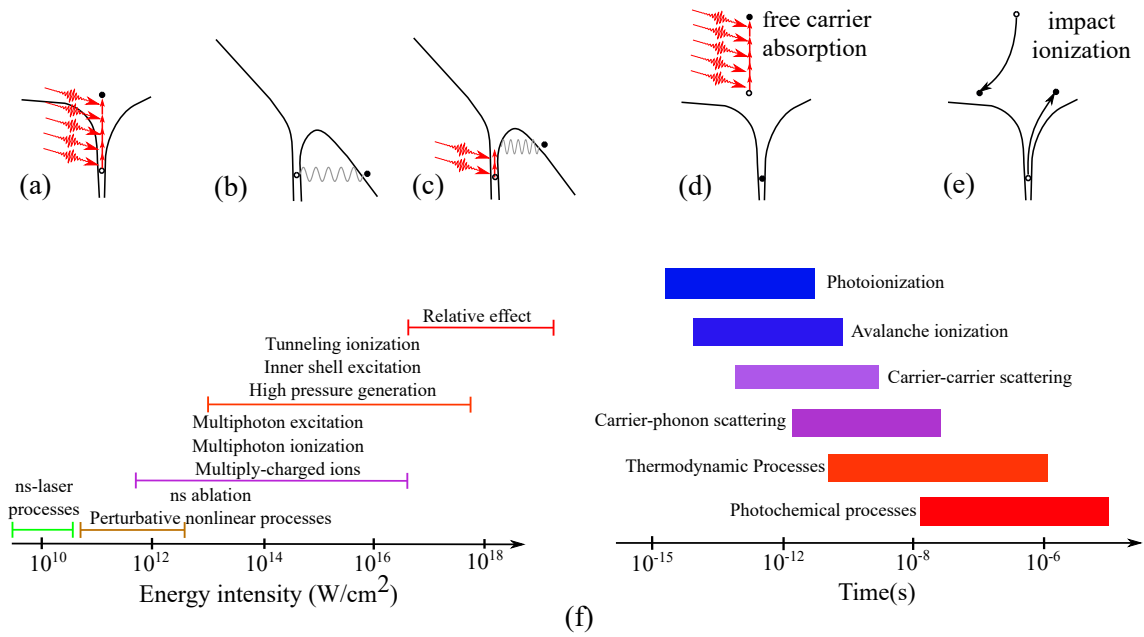 free carrier
absorption
impact
ionization
(a)
(b)
(c)
(d)
(e)
Relative effect
Tunneling ionization
Inner shell excitation
High pressure generation
Multiphoton excitation
Multiphoton ionization
Multiply-charged ions
ns-laser
processes
ns ablation
Perturbative nonlinear processes
10^10
10^12
10^14
10^16
10^18
Energy intensity (W/cm^2)
Photoionization
Avalanche ionization
Carrier-carrier scattering
Carrier-phonon scattering
Thermodynamic Processes
Photochemical processes
10^-15
10^-12
10^-8
10^-6
Time(s)
(f)